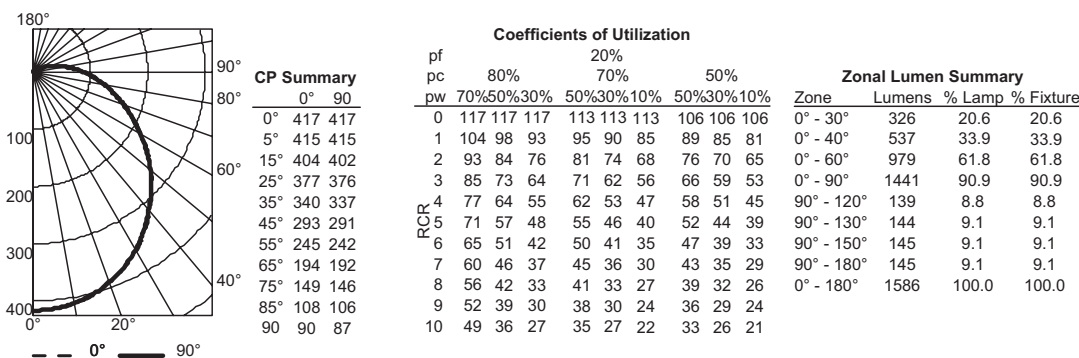 180°
90°
80°
60°
40°
20°
0°
100
200
300
400
0° 90°
CP Summary
0° 90
0° 417 417
5° 415 415
15° 404 402
25° 377 376
35° 340 337
45° 293 291
55° 245 242
65° 194 192
75° 149 146
85° 108 106
90 90 87
Coefficients of Utilization
pf 20%
pc 80% 70% 50%
pw 70%50%30% 50%30%10% 50%30%10%
RCR
0 117 117 117 113 113 113 106 106 106
1 104 98 93 95 90 85 89 85 81
2 93 84 76 81 74 68 76 70 65
3 85 73 64 71 62 56 66 59 53
4 77 64 55 62 53 47 58 51 45
5 71 57 48 55 46 40 52 44 39
6 65 51 42 50 41 35 47 39 33
7 60 46 37 45 36 30 43 35 29
8 56 42 33 41 33 27 39 32 26
9 52 39 30 38 30 24 36 29 24
10 49 36 27 35 27 22 33 26 21
Zonal Lumen Summary
Zone Lumens % Lamp % Fixture
0° - 30° 326 20.6 20.6
0° - 40° 537 33.9 33.9
0° - 60° 979 61.8 61.8
0° - 90° 1441 90.9 90.9
90° - 120° 139 8.8 8.8
90° - 130° 144 9.1 9.1
90° - 150° 145 9.1 9.1
90° - 180° 145 9.1 9.1
0° - 180° 1586 100.0 100.0